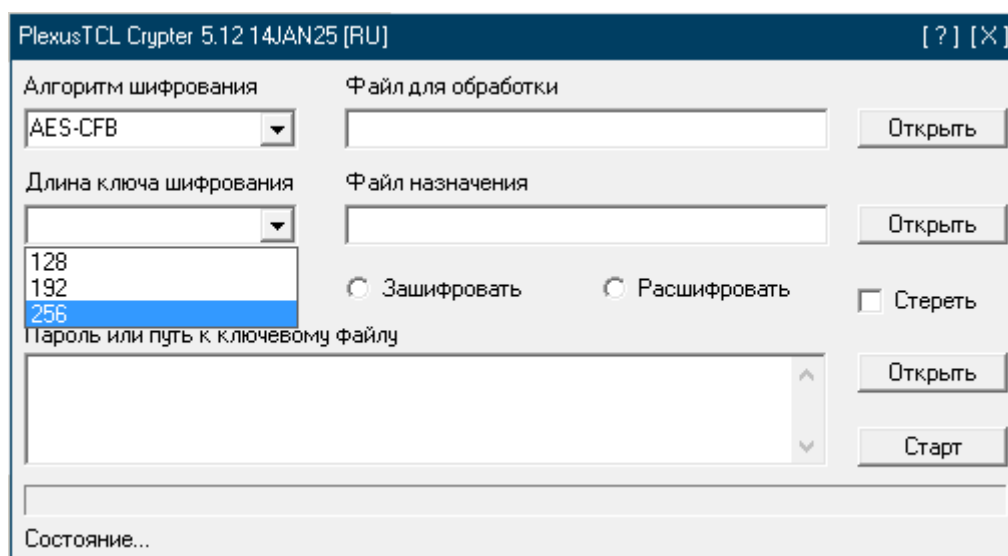 PlexusTCL Crypter 5.12 14JAN25 [RU] [ ? ] [X]
Алгоритм шифрования Файл для обработки
AES-CFB Открыть
Длина ключа шифрования Файл назначения
Открыть
128
192 Зашифровать Расшифровать
256 Стереть
Пароль или путь к ключевому файлу
Открыть
Старт
Состояние...